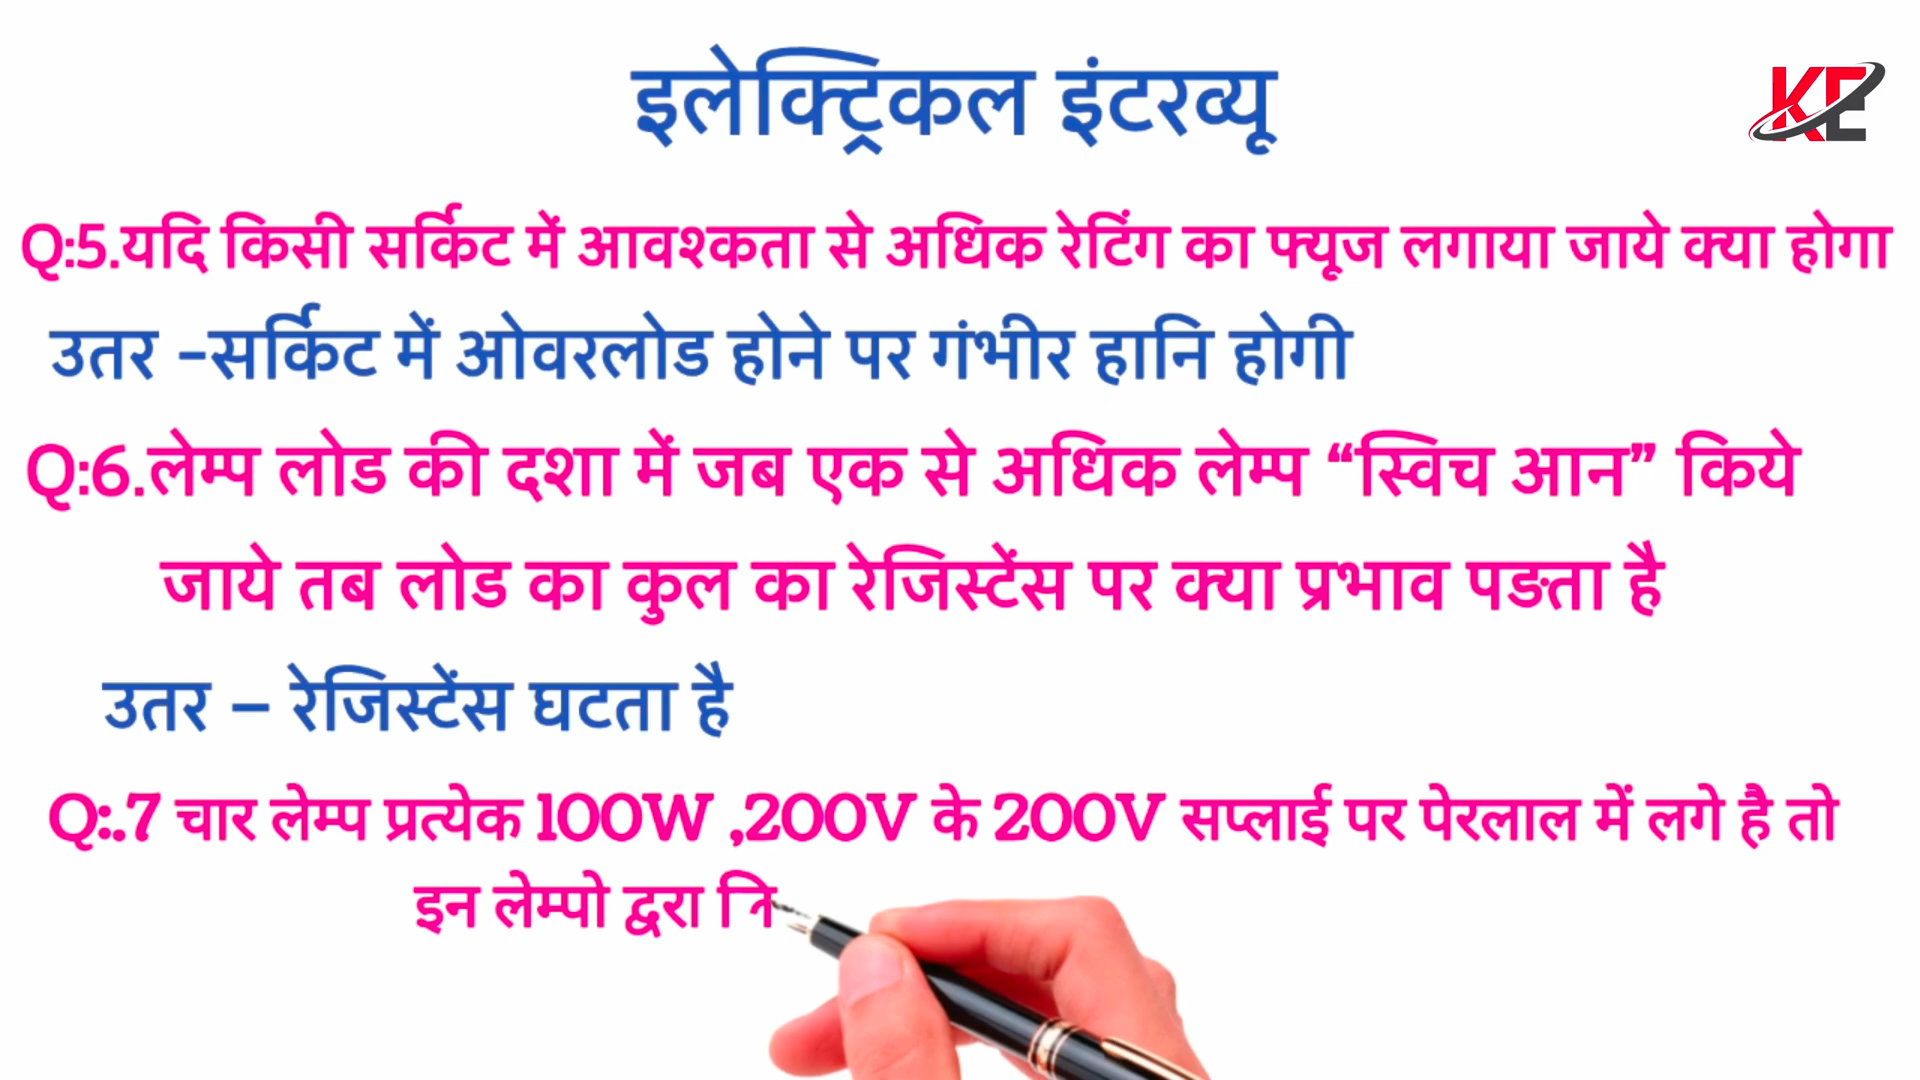 इलेक्ट्रिकल इंटरव्यू
KE
Q:5.यदि किसी सर्किट में आवश्कता से अधिक रेटिंग का फ्यूज लगाया जाये क्या होगा
उतर -सर्किट में ओवरलोड होने पर गंभीर हानि होगी
Q:6.लेम्प लोड की दशा में जब एक से अधिक लेम्प “स्विच आन” किये
जाये तब लोड का कुल का रेजिस्टेंस पर क्या प्रभाव पडता है
उतर – रेजिस्टेंस घटता है
Q:.7 चार लेम्प प्रत्येक 100W ,200V के 200V सप्लाई पर पेरलाल में लगे है तो
इन लेम्पो द्वरा